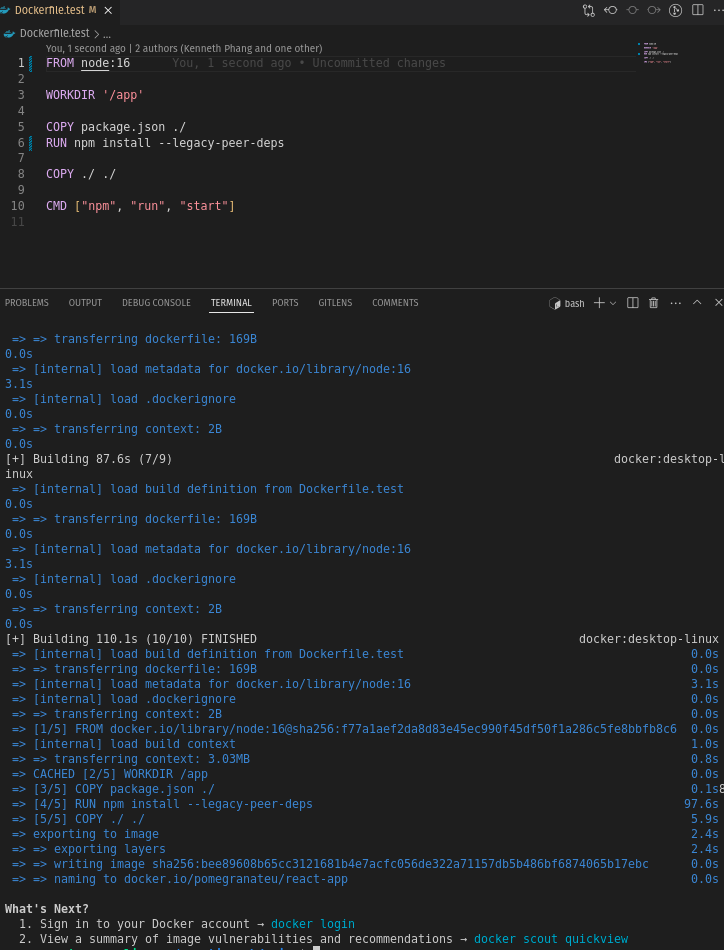 Dockerfile.test M
Dockerfile.test > ...
You, 1 second ago | 2 authors (Kenneth Phang and one other)
1 FROM node:16 You, 1 second ago • Uncommitted changes
2
3 WORKDIR '/app'
4
5 COPY package.json ./
6 RUN npm install --legacy-peer-deps
7
8 COPY ./ ./
9
10 CMD ["npm", "run", "start"]
11
PROBLEMS OUTPUT DEBUG CONSOLE TERMINAL PORTS GITLENS COMMENTS bash
=> => transferring dockerfile: 169B
0.0s
=> [internal] load metadata for docker.io/library/node:16
3.1s
=> [internal] load .dockerignore
0.0s
=> => transferring context: 2B
0.0s
[+] Building 87.6s (7/9) docker:desktop-l
inux
=> [internal] load build definition from Dockerfile.test
0.0s
=> => transferring dockerfile: 169B
0.0s
=> [internal] load metadata for docker.io/library/node:16
3.1s
=> [internal] load .dockerignore
0.0s
=> => transferring context: 2B
0.0s
[+] Building 110.1s (10/10) FINISHED docker:desktop-linux
=> [internal] load build definition from Dockerfile.test 0.0s
=> => transferring dockerfile: 169B 0.0s
=> [internal] load metadata for docker.io/library/node:16 3.1s
=> [internal] load .dockerignore 0.0s
=> => transferring context: 2B 0.0s
=> [1/5] FROM docker.io/library/node:16@sha256:f77a1aef2da8d83e45ec990f45df50f1a286c5fe8bbfb8c6 0.0s
=> [internal] load build context 1.0s
=> => transferring context: 3.03MB 0.8s
=> CACHED [2/5] WORKDIR /app 0.0s
=> [3/5] COPY package.json ./ 0.1s8
=> [4/5] RUN npm install --legacy-peer-deps 97.6s
=> [5/5] COPY ./ ./ 5.9s
=> exporting to image 2.4s
=> => exporting layers 2.4s
=> => writing image sha256:bee89608b65cc3121681b4e7acfc056de322a71157db5b486bf6874065b17ebc 0.0s
=> => naming to docker.io/pomegranateu/react-app 0.0s
What's Next?
1. Sign in to your Docker account → docker login
2. View a summary of image vulnerabilities and recommendations → docker scout quickview